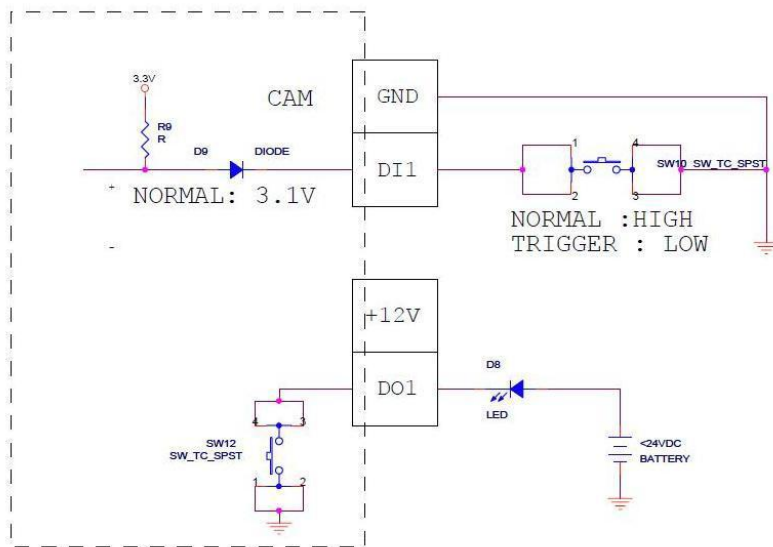 3.3V
CAM
GND
R9
R
D9
DIODE
DI1
1
4
SW10 SW_TC_SPST
2
3
+
NORMAL: 3.1V
-
NORMAL :HIGH
TRIGGER : LOW
+12V
D8
DO1
LED
4
3
SW12
SW_TC_SPST
<24VDC
BATTERY
1
2